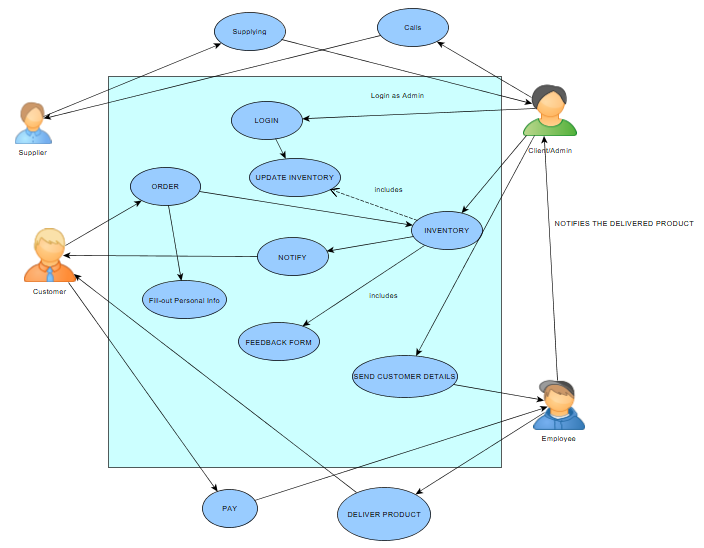 Supplying
Calls
Login as Admin
LOGIN
Supplier
Client/Admin
UPDATE INVENTORY
ORDER
includes
NOTIFIES THE DELIVERED PRODUCT
INVENTORY
NOTIFY
Customer
Fill-out Personal Info
includes
FEEDBACK FORM
SEND CUSTOMER DETAILS
Employee
PAY
DELIVER PRODUCT